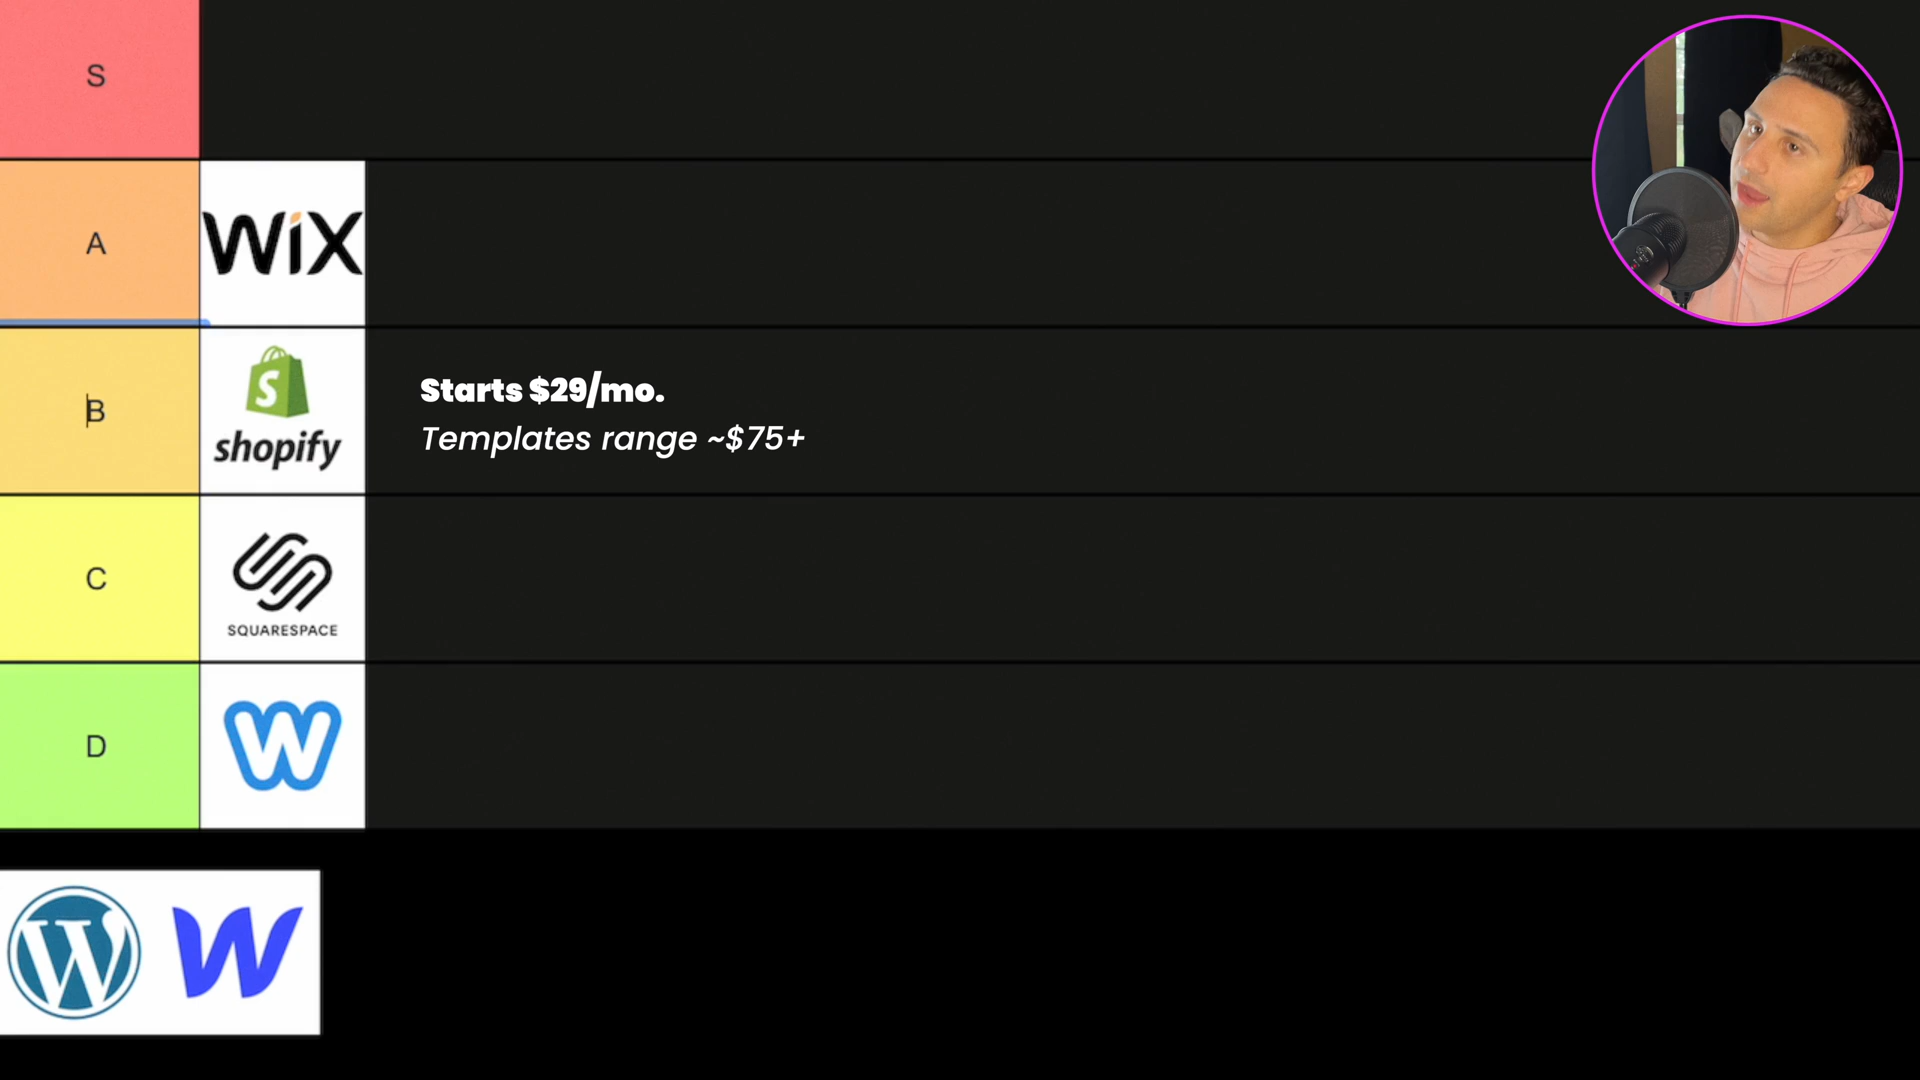 S
A
WiX
B
S
shopify
Starts $29/mo.
Templates range ~$75+
C
SQUARESPACE
D
W
W
W